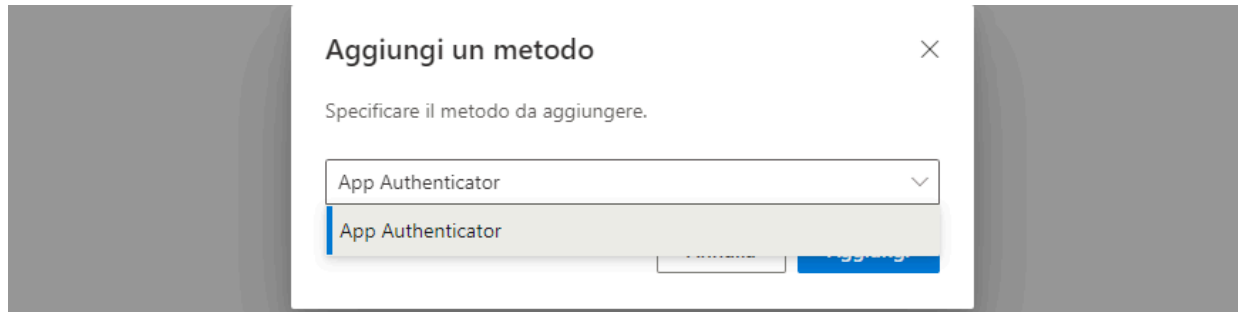 Aggiungi un metodo
Specificare il metodo da aggiungere.
App Authenticator
App Authenticator